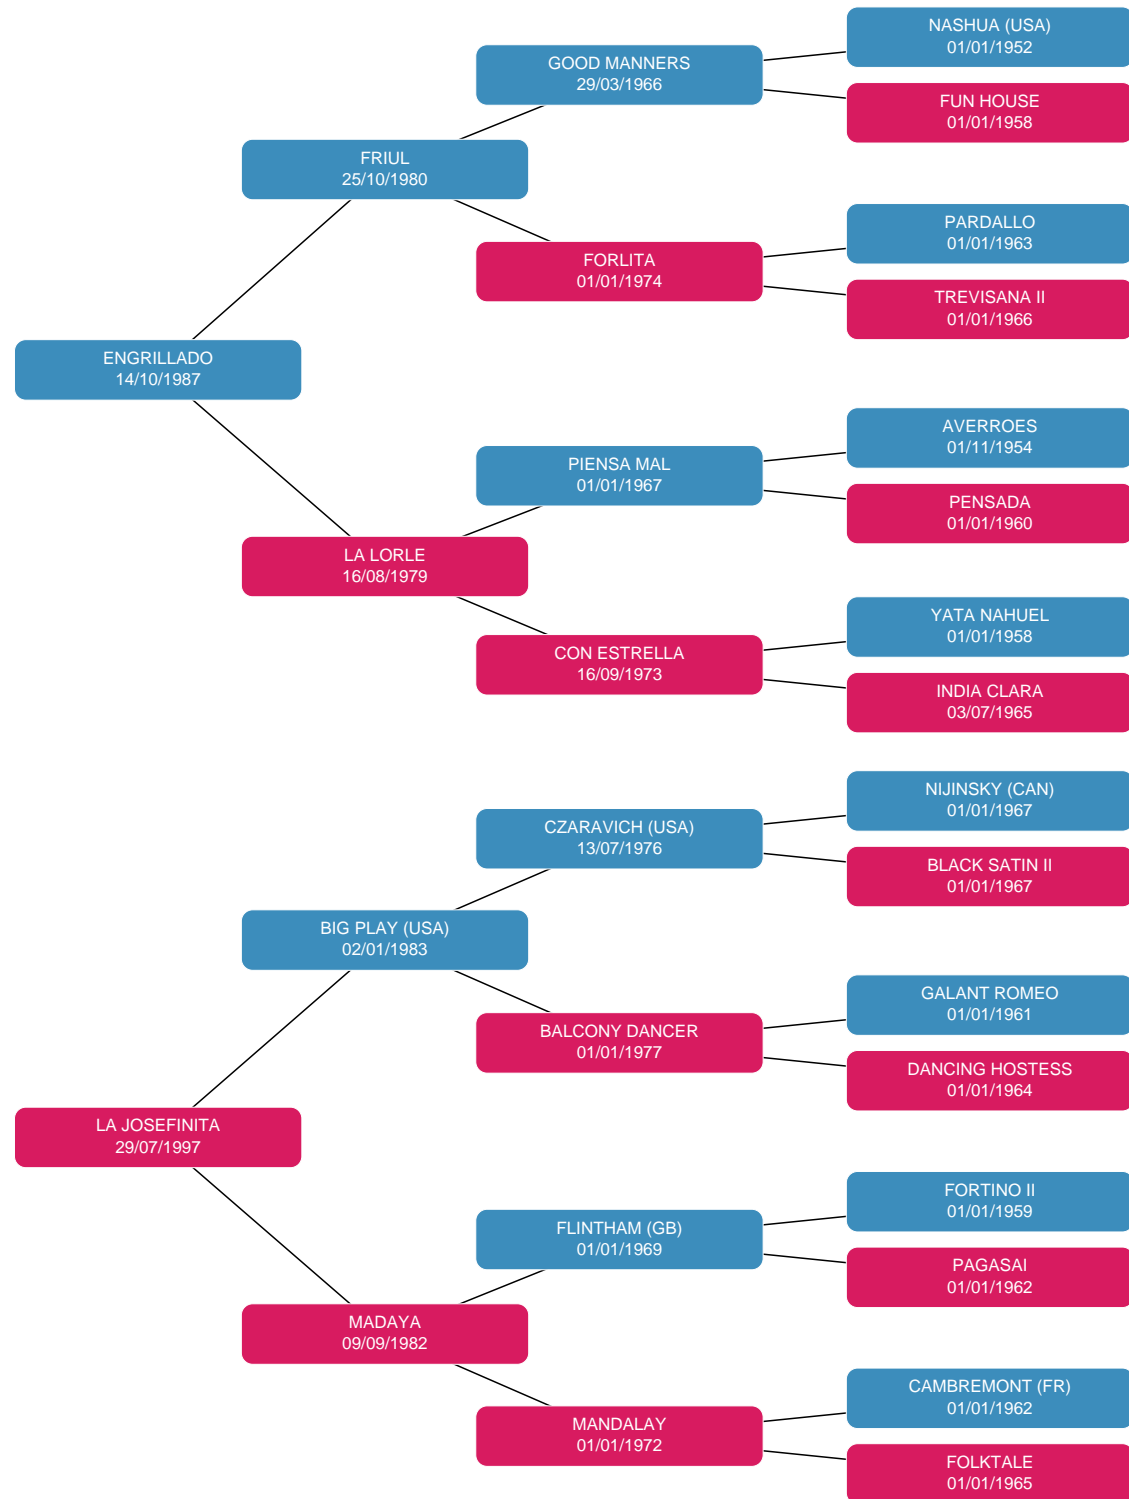 NASHUA (USA)
01/01/1952
GOOD MANNERS
29/03/1966
FUN HOUSE
01/01/1958
FRIUL
25/10/1980
PARDALLO
01/01/1963
FORLITA
01/01/1974
TREVISANA II
01/01/1966
ENGRILLADO
14/10/1987
AVERROES
01/11/1954
PIENSA MAL
01/01/1967
PENSADA
01/01/1960
LA LORLE
16/08/1979
YATA NAHUEL
01/01/1958
CON ESTRELLA
16/09/1973
INDIA CLARA
03/07/1965
NIJINSKY (CAN)
01/01/1967
CZARAVICH (USA)
13/07/1976
BLACK SATIN II
01/01/1967
BIG PLAY (USA)
02/01/1983
GALANT ROMEO
01/01/1961
BALCONY DANCER
01/01/1977
DANCING HOSTESS
01/01/1964
LA JOSEFINITA
29/07/1997
FORTINO II
01/01/1959
FLINTHAM (GB)
01/01/1969
PAGASAI
01/01/1962
MADAYA
09/09/1982
CAMBREMONT (FR)
01/01/1962
MANDALAY
01/01/1972
FOLKTALE
01/01/1965